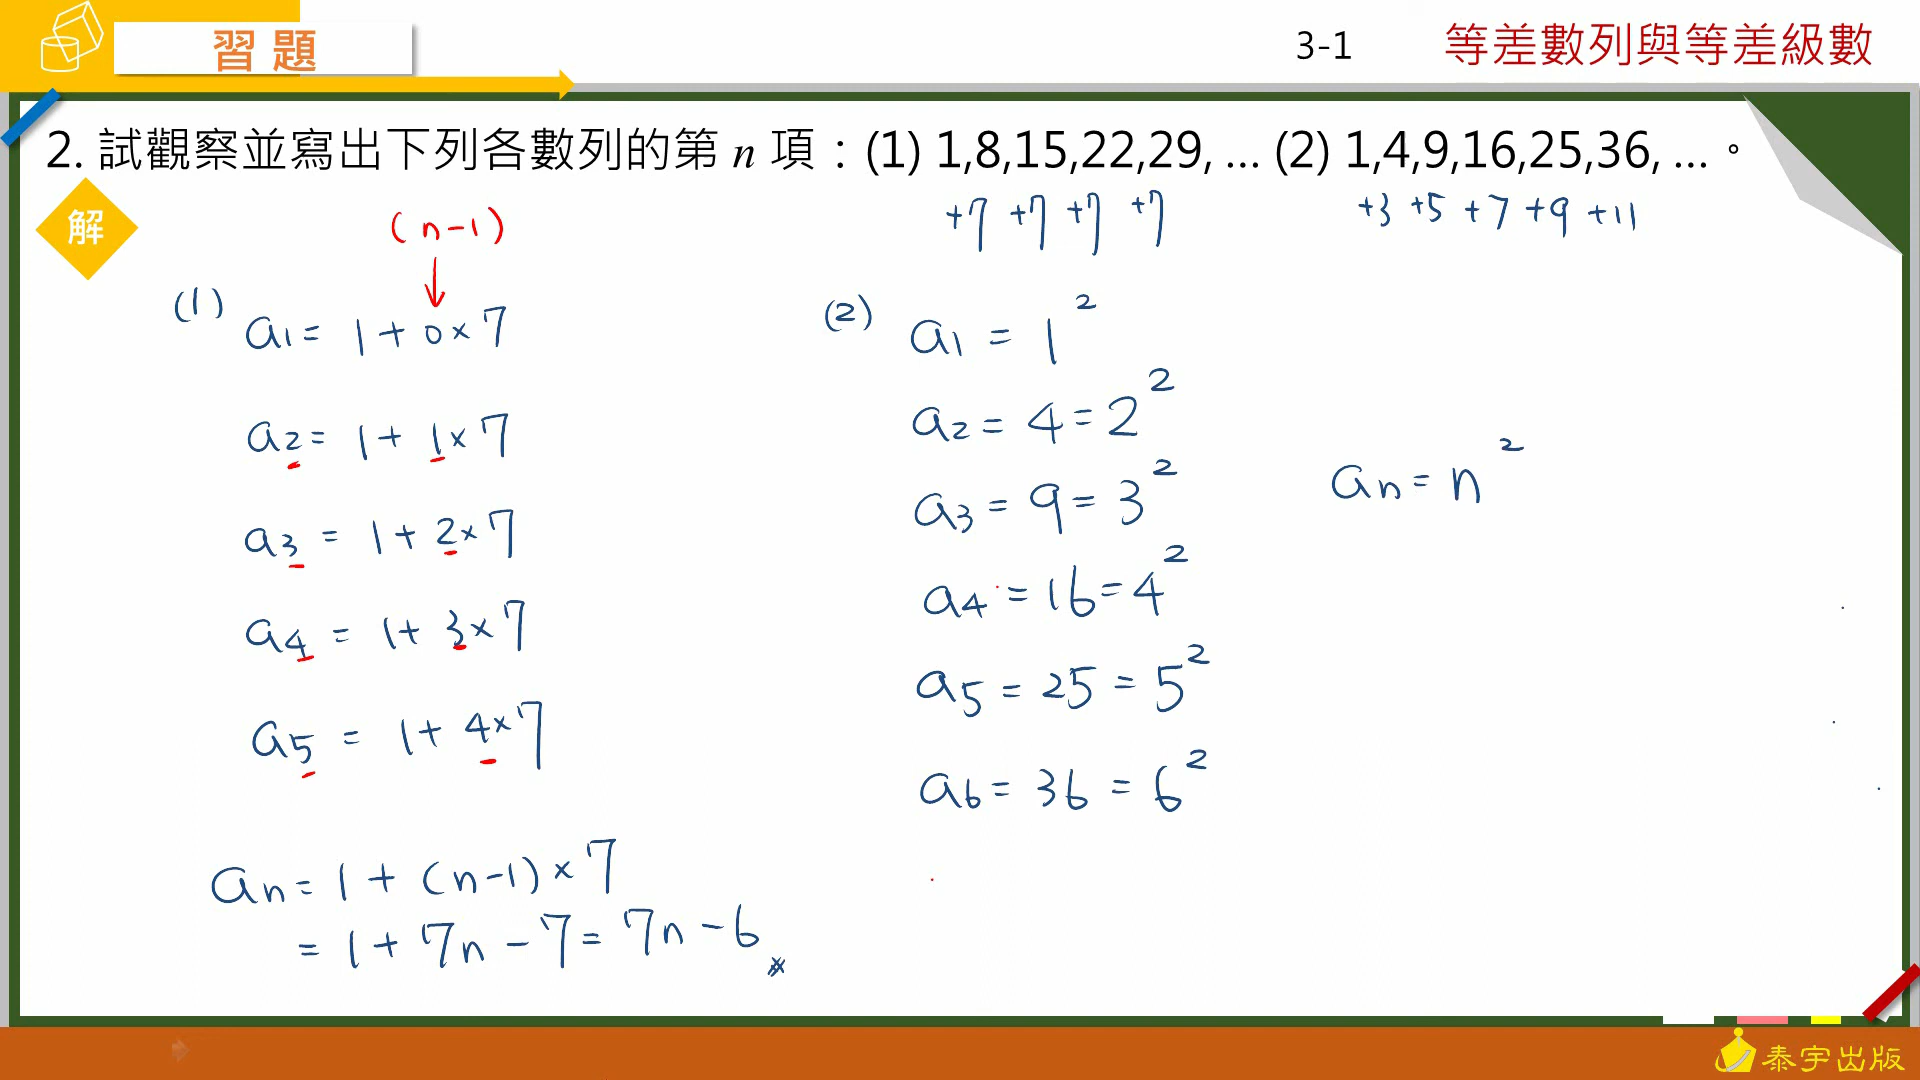 習題
3-1 等差數列與等差級數
2. 試觀察並寫出下列各數列的第 n 項：(1) 1,8,15,22,29, ... (2) 1,4,9,16,25,36, ... 。
+7 +7 +7 +7
+3 +5 +7 +9 +11
解
(n-1)
(1)
a₁ = 1 + 0 × 7
a₂ = 1 + 1 × 7
a₃ = 1 + 2 × 7
a₄ = 1 + 3 × 7
a₅ = 1 + 4 × 7
aₙ = 1 + (n-1) × 7
= 1 + 7n - 7 = 7n - 6
(2)
a₁ = 1²
a₂ = 4 = 2²
a₃ = 9 = 3²
a₄ = 16 = 4²
a₅ = 25 = 5²
a₆ = 36 = 6²
aₙ = n²
泰宇出版